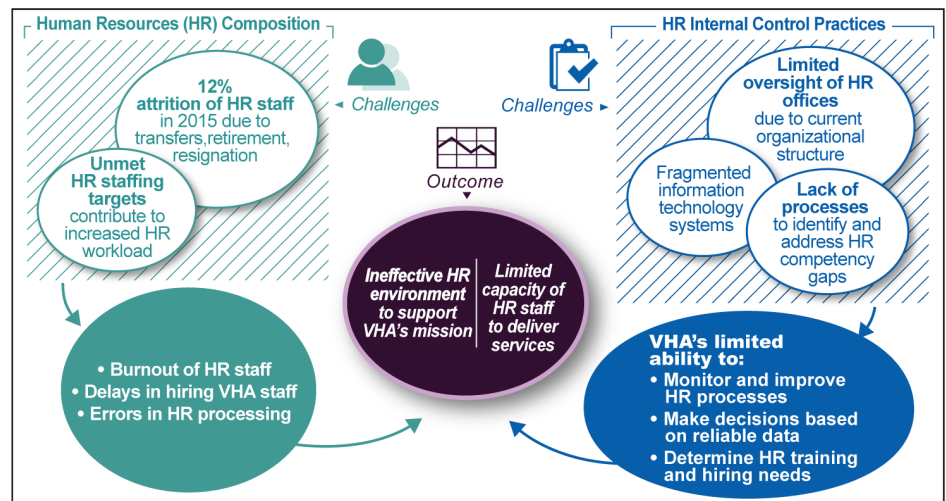 Human Resources (HR) Composition
12%
attrition of HR staff
in 2015 due to
transfers,retirement,
resignation
Unmet
HR staffing
targets
contribute to
increased HR
workload
Challenges
Challenges
HR Internal Control Practices
Limited
oversight of HR
offices
due to current
organizational
structure
Fragmented
information
technology
systems
Lack of
processes
to identify and
address HR
competency
gaps
Outcome
Ineffective HR
environment
to support
VHA's mission
Limited
capacity of
HR staff
to deliver
services
• Burnout of HR staff
• Delays in hiring VHA staff
• Errors in HR processing
VHA's limited
ability to:
• Monitor and improve
HR processes
• Make decisions based
on reliable data
• Determine HR training
and hiring needs